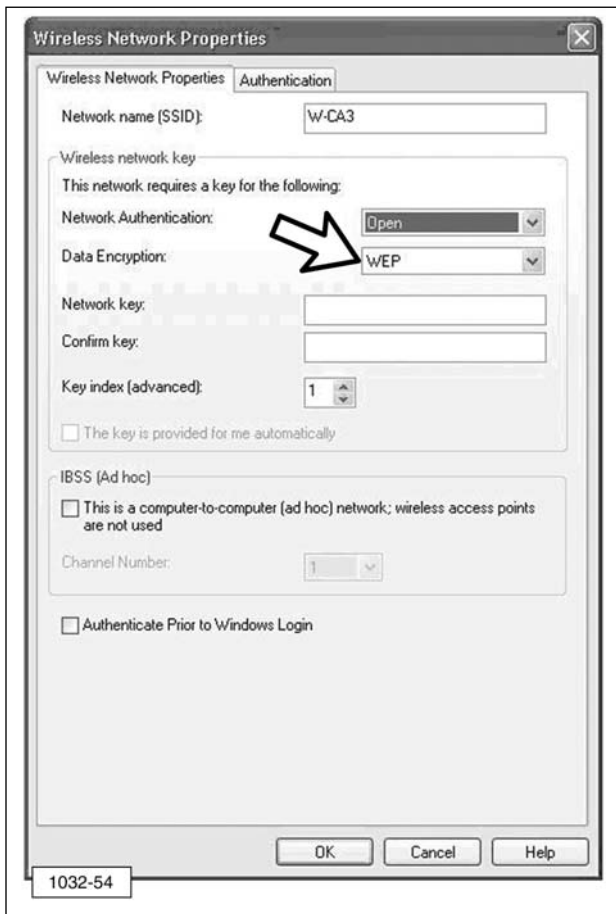 Wireless Network Properties
Wireless Network Properties
Authentication
Network name (SSID):
W-CA3
Wireless network key
This network requires a key for the following:
Network Authentication:
Open
Data Encryption:
WEP
Network key:
Confirm key:
Key index (advanced):
1
The key is provided for me automatically
IBSS (Ad hoc)
This is a computer-to-computer (ad hoc) network; wireless access points
are not used
Channel Number:
1
Authenticate Prior to Windows Login
OK
Cancel
Help
1032-54